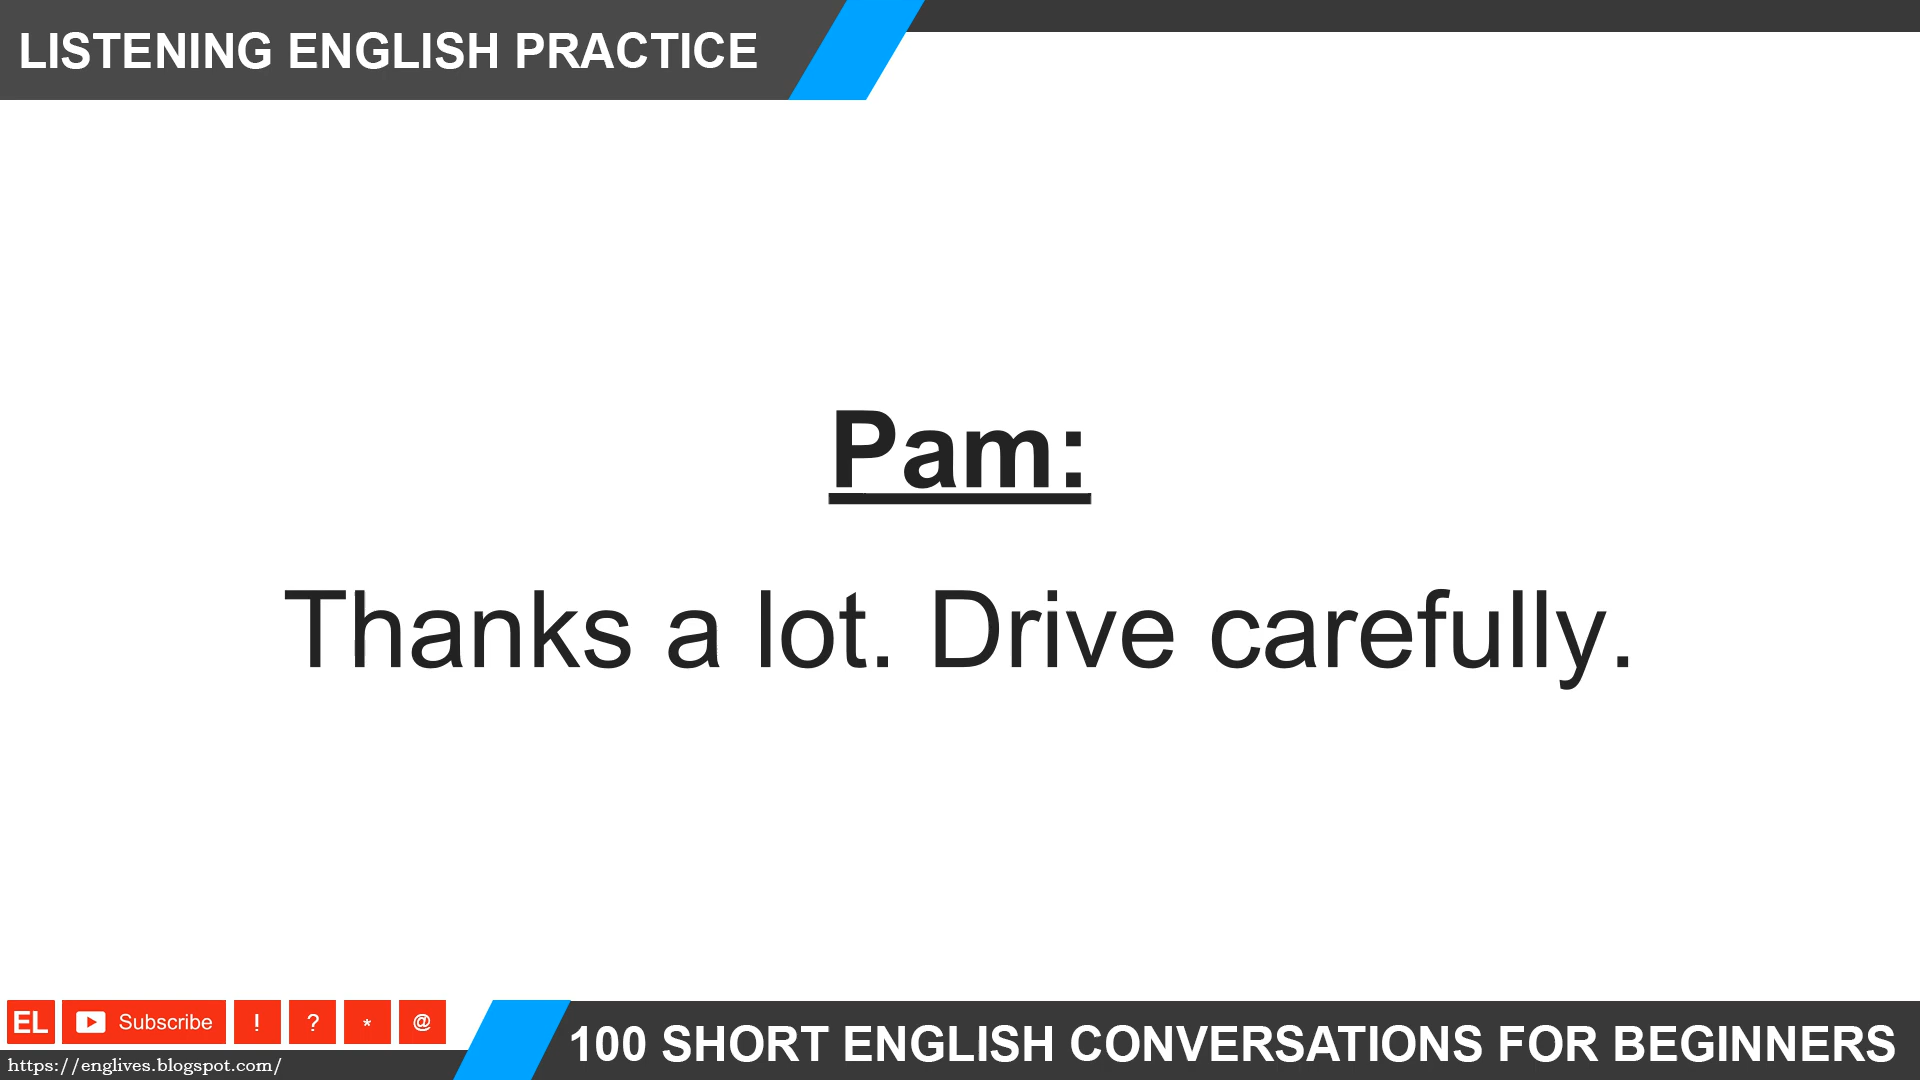 LISTENING ENGLISH PRACTICE
Pam:
Thanks a lot. Drive carefully.
EL Subscribe ! ? * @
https://englives.blogspot.com/
100 SHORT ENGLISH CONVERSATIONS FOR BEGINNERS